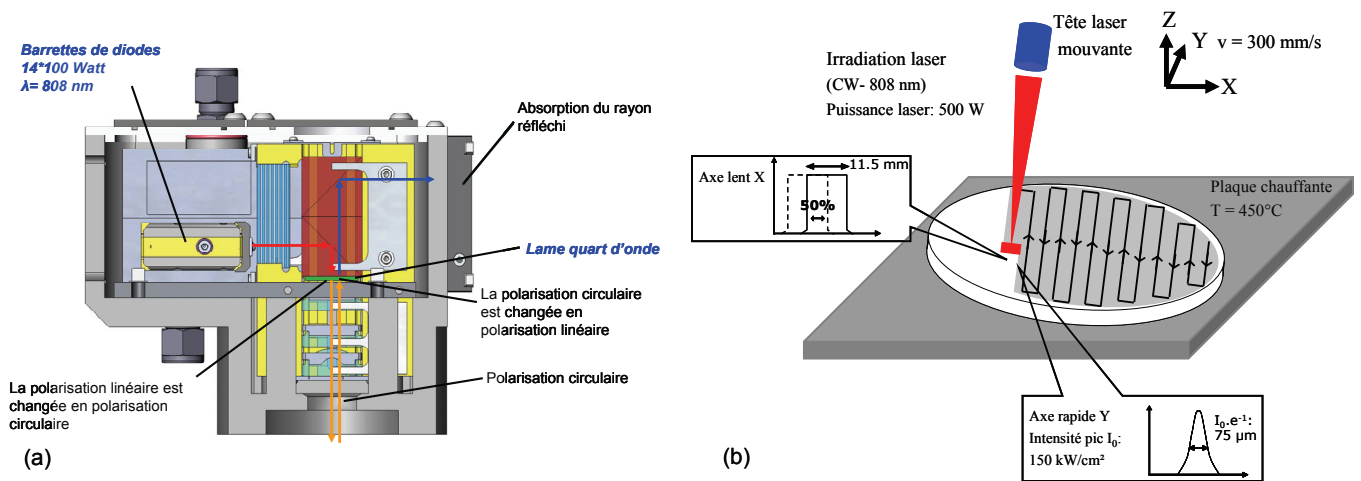 Barrettes de diodes
14*100 Watt
λ= 808 nm
Absorption du rayon
réfléchi
Lame quart d'onde
La polarisation circulaire
est changée en
polarisation linéaire
Polarisation circulaire
La polarisation linéaire est
changée en polarisation
circulaire
(a)
Tête laser
mouvante
Z
Y
v = 300 mm/s
X
Irradiation laser
(CW- 808 nm)
Puissance laser: 500 W
Axe lent X
11.5 mm
50%
Plaque chauffante
T = 450°C
Axe rapide Y
Intensité pic I₀:
150 kW/cm²
I₀.e⁻¹:
75 µm
(b)